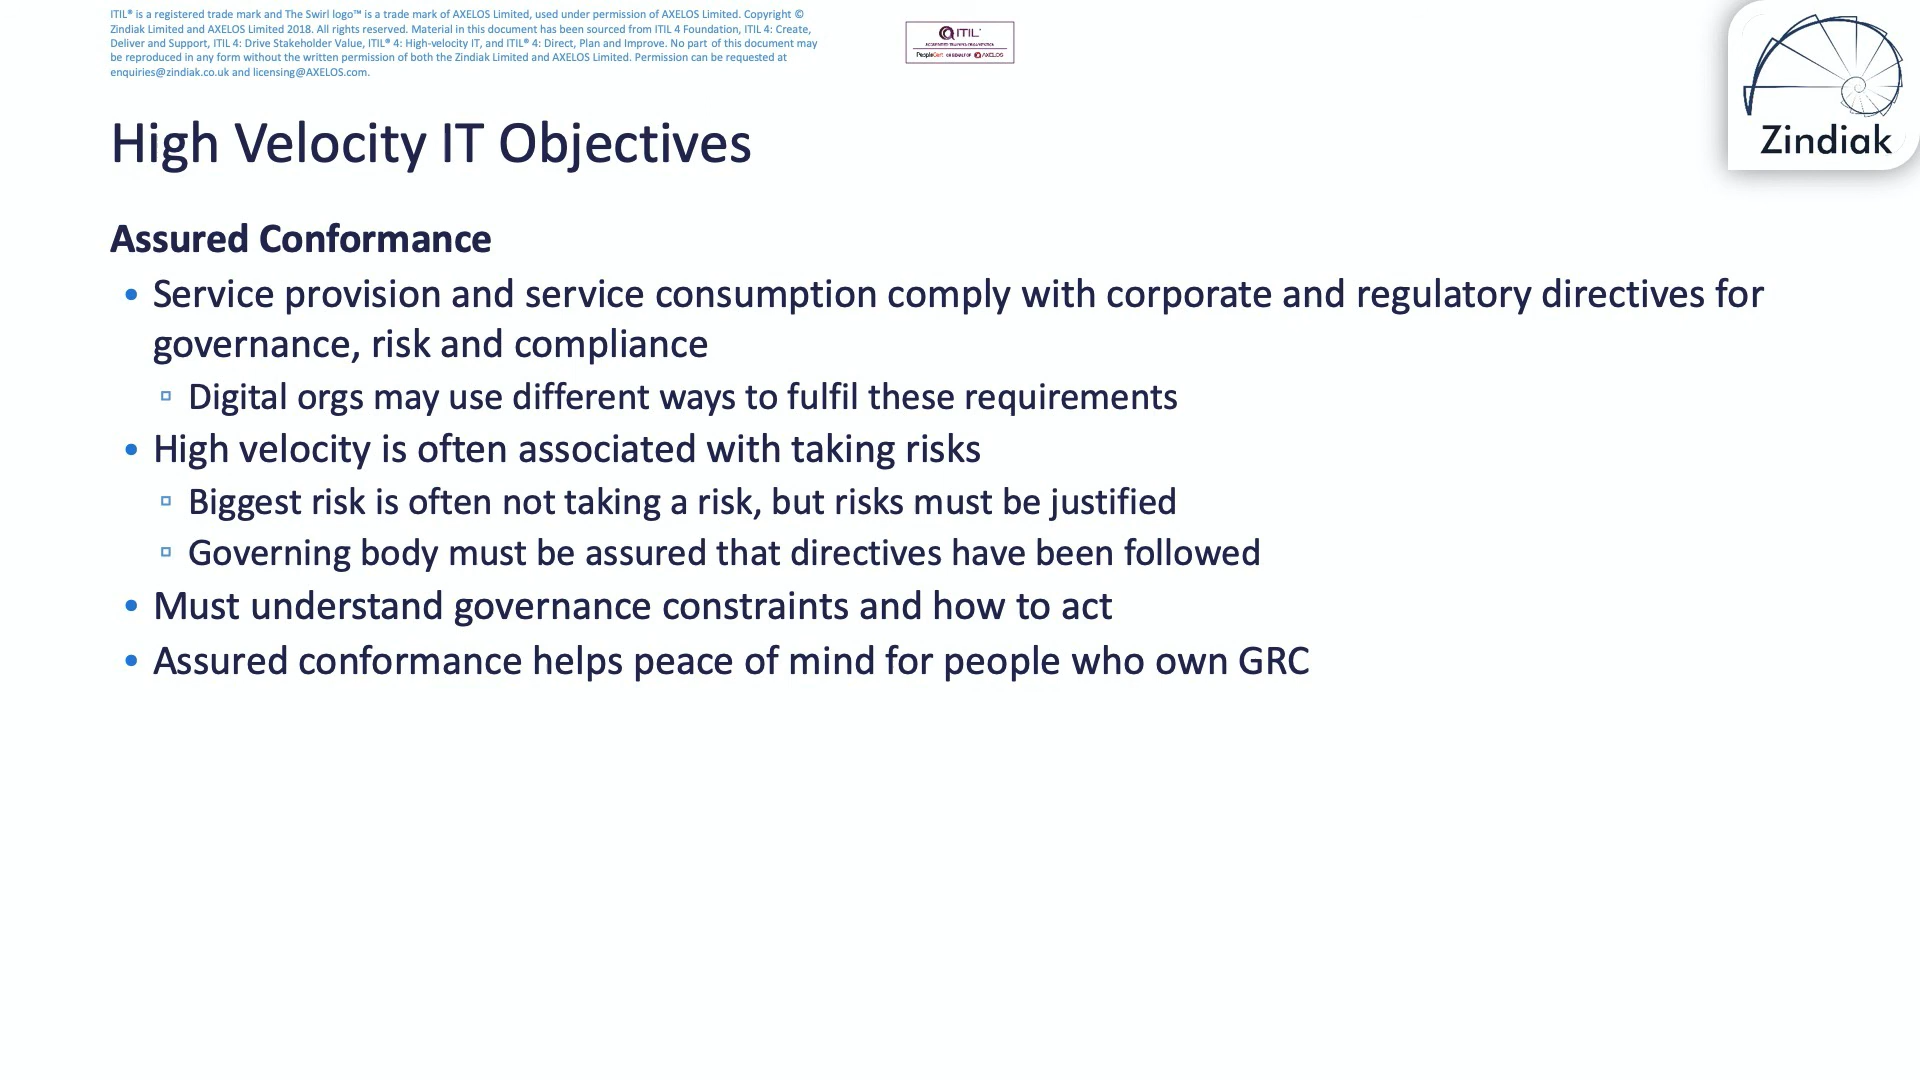 ITIL® is a registered trade mark and The Swirl logo™ is a trade mark of AXELOS Limited, used under permission of AXELOS Limited. Copyright ©
Zindiak Limited and AXELOS Limited 2018. All rights reserved. Material in this document has been sourced from ITIL 4 Foundation, ITIL 4: Create,
Deliver and Support, ITIL 4: Drive Stakeholder Value, ITIL® 4: High-velocity IT, and ITIL® 4: Direct, Plan and Improve. No part of this document may
be reproduced in any form without the written permission of both the Zindiak Limited and AXELOS Limited. Permission can be requested at
enquiries@zindiak.co.uk and licensing@AXELOS.com.
ITIL®
PeopleCert ON BEHALF OF AXELOS
Zindiak
High Velocity IT Objectives
Assured Conformance
• Service provision and service consumption comply with corporate and regulatory directives for
governance, risk and compliance
▫ Digital orgs may use different ways to fulfil these requirements
• High velocity is often associated with taking risks
▫ Biggest risk is often not taking a risk, but risks must be justified
▫ Governing body must be assured that directives have been followed
• Must understand governance constraints and how to act
• Assured conformance helps peace of mind for people who own GRC